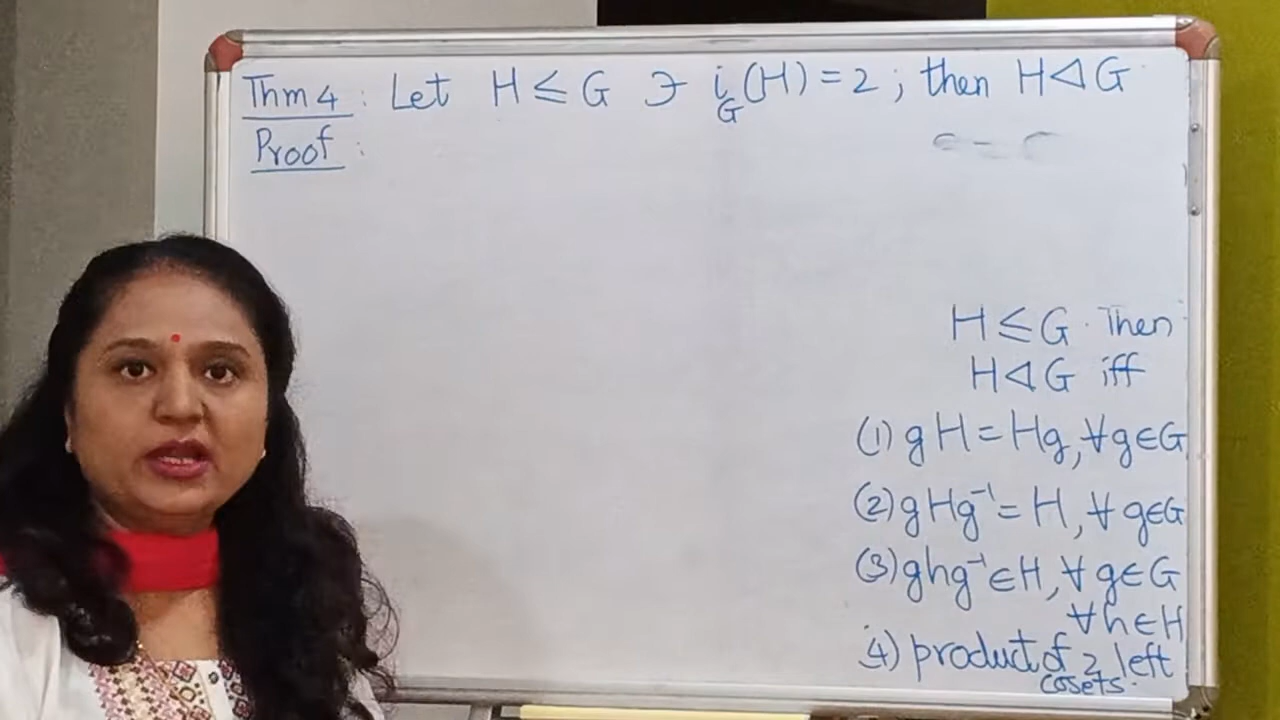 Thm 4 : Let H ≤ G ∋ i_G(H) = 2 ; then H ⊲ G
Proof :
H ≤ G . Then
H ⊲ G iff
(1) gH = Hg, ∀ g ∈ G
(2) gHg⁻¹ = H, ∀ g ∈ G
(3) ghg⁻¹ ∈ H, ∀ g ∈ G
∀ h ∈ H
4) product of 2 left
cosets.